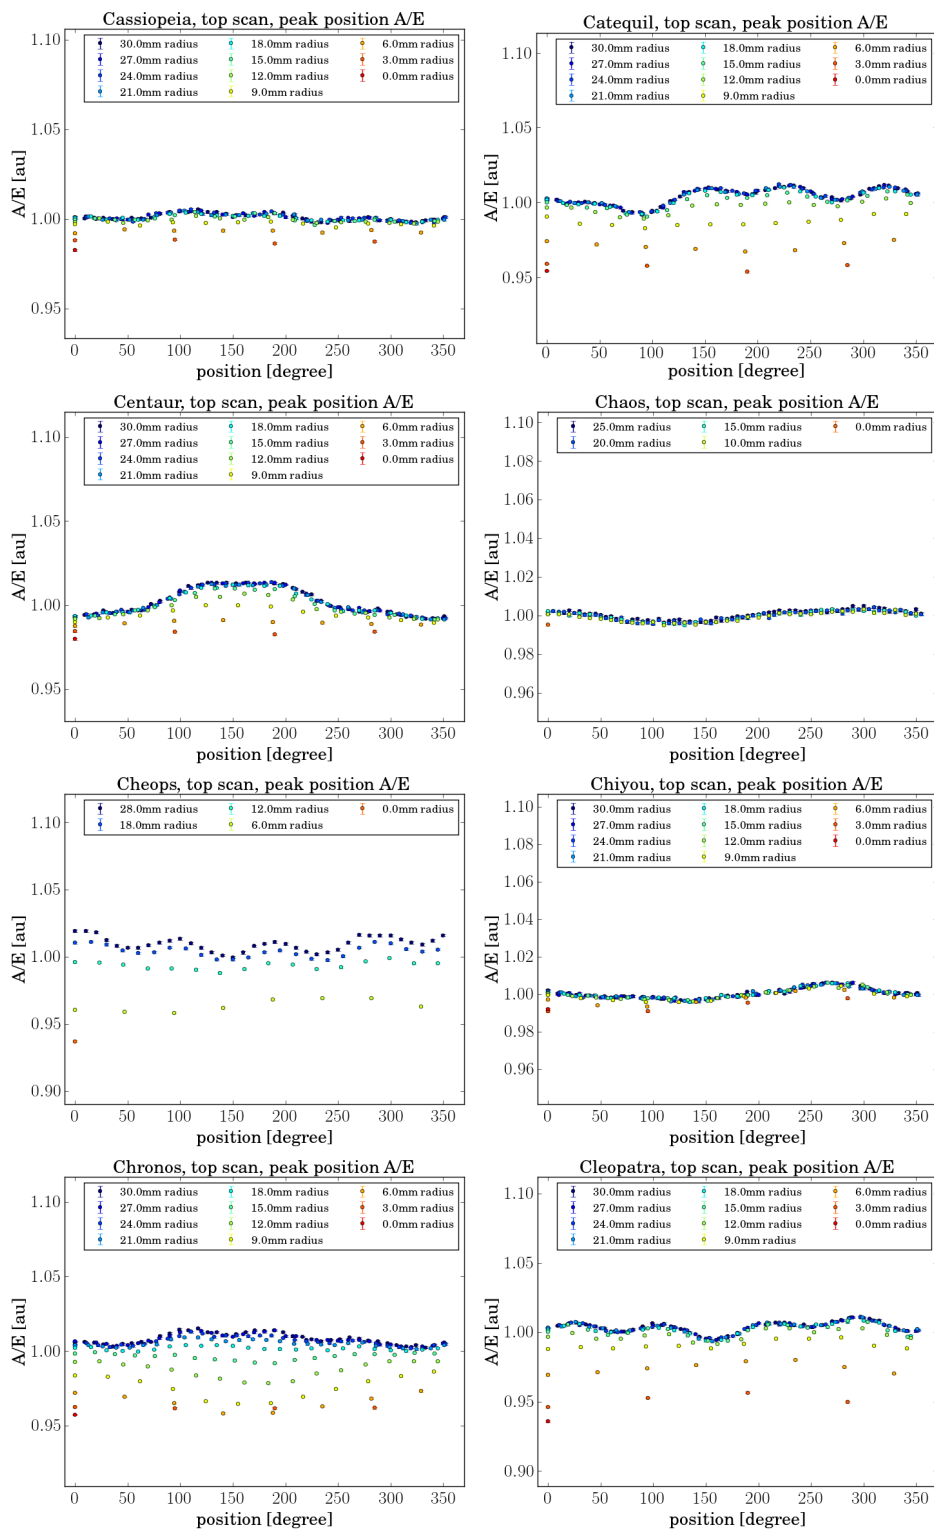 Cassiopeia, top scan, peak position A/E
30.0mm radius 18.0mm radius 6.0mm radius
27.0mm radius 15.0mm radius 3.0mm radius
24.0mm radius 12.0mm radius 0.0mm radius
21.0mm radius 9.0mm radius
1.10
1.05
1.00
0.95
A/E [au]
0 50 100 150 200 250 300 350
position [degree]
Catequil, top scan, peak position A/E
30.0mm radius 18.0mm radius 6.0mm radius
27.0mm radius 15.0mm radius 3.0mm radius
24.0mm radius 12.0mm radius 0.0mm radius
21.0mm radius 9.0mm radius
1.10
1.05
1.00
0.95
A/E [au]
0 50 100 150 200 250 300 350
position [degree]
Centaur, top scan, peak position A/E
30.0mm radius 18.0mm radius 6.0mm radius
27.0mm radius 15.0mm radius 3.0mm radius
24.0mm radius 12.0mm radius 0.0mm radius
21.0mm radius 9.0mm radius
1.10
1.05
1.00
0.95
A/E [au]
0 50 100 150 200 250 300 350
position [degree]
Chaos, top scan, peak position A/E
25.0mm radius 15.0mm radius 0.0mm radius
20.0mm radius 10.0mm radius
1.10
1.08
1.06
1.04
1.02
1.00
0.98
0.96
A/E [au]
0 50 100 150 200 250 300 350
position [degree]
Cheops, top scan, peak position A/E
28.0mm radius 12.0mm radius 0.0mm radius
18.0mm radius 6.0mm radius
1.10
1.05
1.00
0.95
0.90
A/E [au]
0 50 100 150 200 250 300 350
position [degree]
Chiyou, top scan, peak position A/E
30.0mm radius 18.0mm radius 6.0mm radius
27.0mm radius 15.0mm radius 3.0mm radius
24.0mm radius 12.0mm radius 0.0mm radius
21.0mm radius 9.0mm radius
1.10
1.08
1.06
1.04
1.02
1.00
0.98
0.96
A/E [au]
0 50 100 150 200 250 300 350
position [degree]
Chronos, top scan, peak position A/E
30.0mm radius 18.0mm radius 6.0mm radius
27.0mm radius 15.0mm radius 3.0mm radius
24.0mm radius 12.0mm radius 0.0mm radius
21.0mm radius 9.0mm radius
1.10
1.05
1.00
0.95
A/E [au]
0 50 100 150 200 250 300 350
position [degree]
Cleopatra, top scan, peak position A/E
30.0mm radius 18.0mm radius 6.0mm radius
27.0mm radius 15.0mm radius 3.0mm radius
24.0mm radius 12.0mm radius 0.0mm radius
21.0mm radius 9.0mm radius
1.10
1.05
1.00
0.95
0.90
A/E [au]
0 50 100 150 200 250 300 350
position [degree]